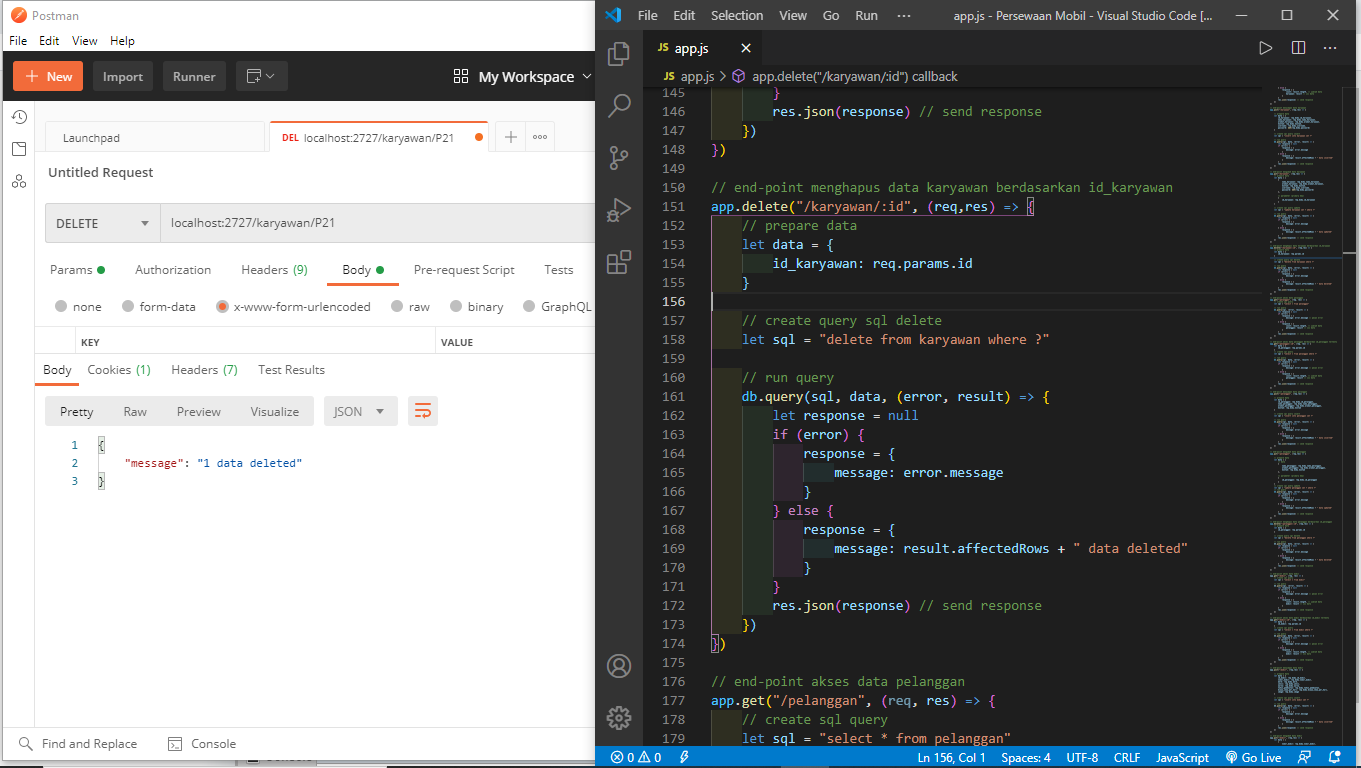 Postman
File Edit View Help
New Import Runner My Workspace
Launchpad DEL localhost:2727/karyawan/P21
Untitled Request
DELETE localhost:2727/karyawan/P21
Params Authorization Headers (9) Body Pre-request Script Tests
none form-data x-www-form-urlencoded raw binary GraphQL
KEY VALUE
Body Cookies (1) Headers (7) Test Results
Pretty Raw Preview Visualize JSON
1 {
2 "message": "1 data deleted"
3 }
Find and Replace Console
File Edit Selection View Go Run ··· app.js - Persewaan Mobil - Visual Studio Code [...
JS app.js
JS app.js > app.delete("/karyawan/:id") callback
145 }
146 res.json(response) // send response
147 })
148 })
149
150 // end-point menghapus data karyawan berdasarkan id_karyawan
151 app.delete("/karyawan/:id", (req,res) => {
152 // prepare data
153 let data = {
154 id_karyawan: req.params.id
155 }
156
157 // create query sql delete
158 let sql = "delete from karyawan where ?"
159
160 // run query
161 db.query(sql, data, (error, result) => {
162 let response = null
163 if (error) {
164 response = {
165 message: error.message
166 }
167 } else {
168 response = {
169 message: result.affectedRows + " data deleted"
170 }
171 }
172 res.json(response) // send response
173 })
174 })
175
176 // end-point akses data pelanggan
177 app.get("/pelanggan", (req, res) => {
178 // create sql query
179 let sql = "select * from pelanggan"
0 0 Ln 156, Col 1 Spaces: 4 UTF-8 CRLF JavaScript Go Live